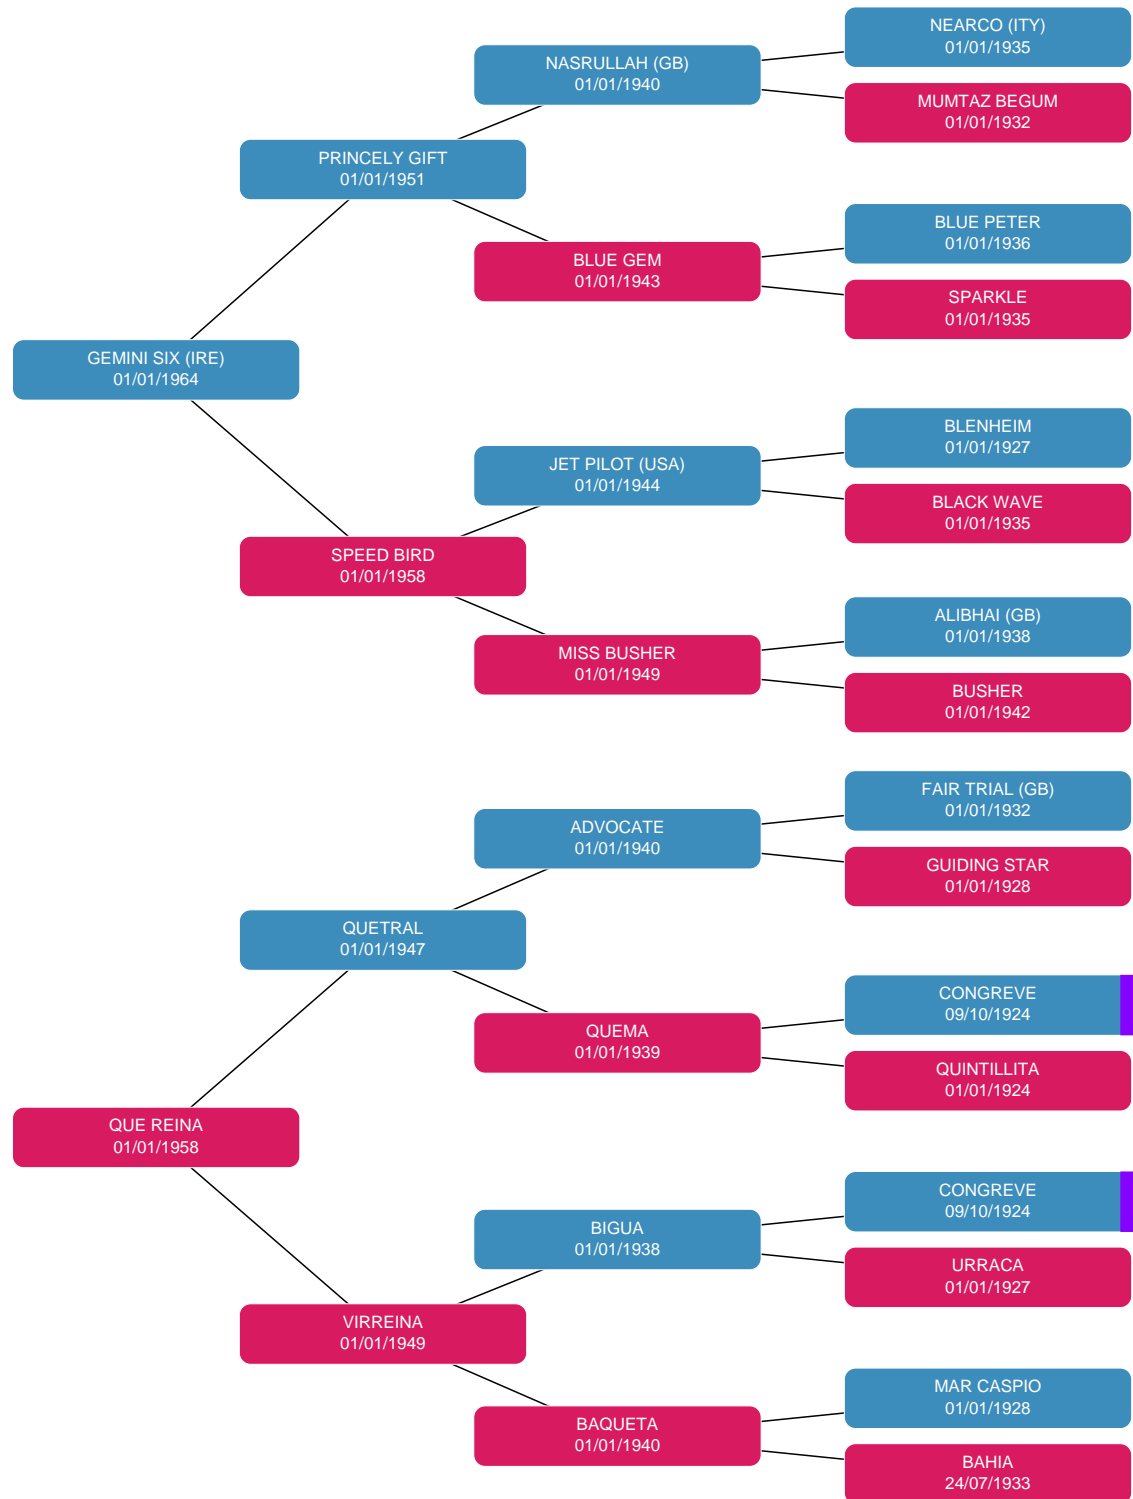 NEARCO (ITY)
01/01/1935
NASRULLAH (GB)
01/01/1940
MUMTAZ BEGUM
01/01/1932
PRINCELY GIFT
01/01/1951
BLUE PETER
01/01/1936
BLUE GEM
01/01/1943
SPARKLE
01/01/1935
GEMINI SIX (IRE)
01/01/1964
BLENHEIM
01/01/1927
JET PILOT (USA)
01/01/1944
BLACK WAVE
01/01/1935
SPEED BIRD
01/01/1958
ALIBHAI (GB)
01/01/1938
MISS BUSHER
01/01/1949
BUSHER
01/01/1942
FAIR TRIAL (GB)
01/01/1932
ADVOCATE
01/01/1940
GUIDING STAR
01/01/1928
QUETRAL
01/01/1947
CONGREVE
09/10/1924
QUEMA
01/01/1939
QUINTILLITA
01/01/1924
QUE REINA
01/01/1958
CONGREVE
09/10/1924
BIGUA
01/01/1938
URRACA
01/01/1927
VIRREINA
01/01/1949
MAR CASPIO
01/01/1928
BAQUETA
01/01/1940
BAHIA
24/07/1933